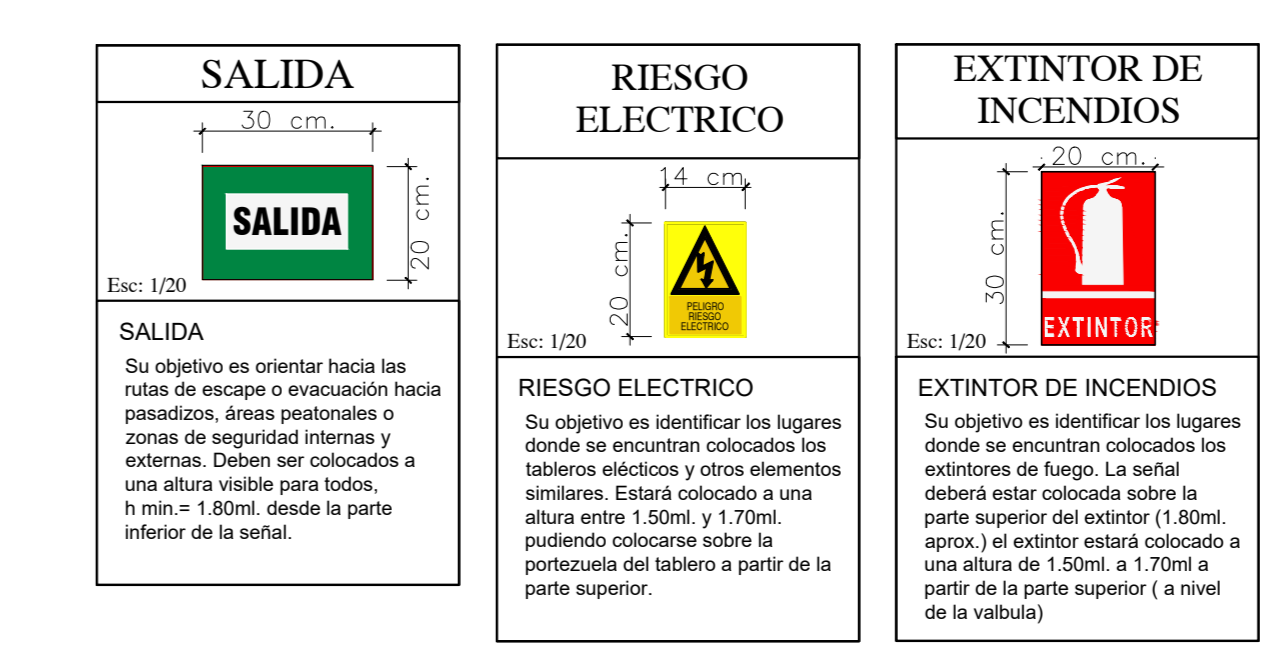 SALIDA
30 cm.
SALIDA
20 cm.
Esc: 1/20
SALIDA
Su objetivo es orientar hacia las
rutas de escape o evacuación hacia
pasadizos, áreas peatonales o
zonas de seguridad internas y
externas. Deben ser colocados a
una altura visible para todos,
h min.= 1.80ml. desde la parte
inferior de la señal.
RIESGO
ELECTRICO
14 cm.
20 cm.
PELIGRO
RIESGO
ELECTRICO
Esc: 1/20
RIESGO ELECTRICO
Su objetivo es identificar los lugares
donde se encuntran colocados los
tableros elécticos y otros elementos
similares. Estará colocado a una
altura entre 1.50ml. y 1.70ml.
pudiendo colocarse sobre la
portezuela del tablero a partir de la
parte superior.
EXTINTOR DE
INCENDIOS
20 cm.
30 cm.
EXTINTOR
Esc: 1/20
EXTINTOR DE INCENDIOS
Su objetivo es identificar los lugares
donde se encuntran colocados los
extintores de fuego. La señal
deberá estar colocada sobre la
parte superior del extintor (1.80ml.
aprox.) el extintor estará colocado a
una altura de 1.50ml. a 1.70ml a
partir de la parte superior ( a nivel
de la valbula)